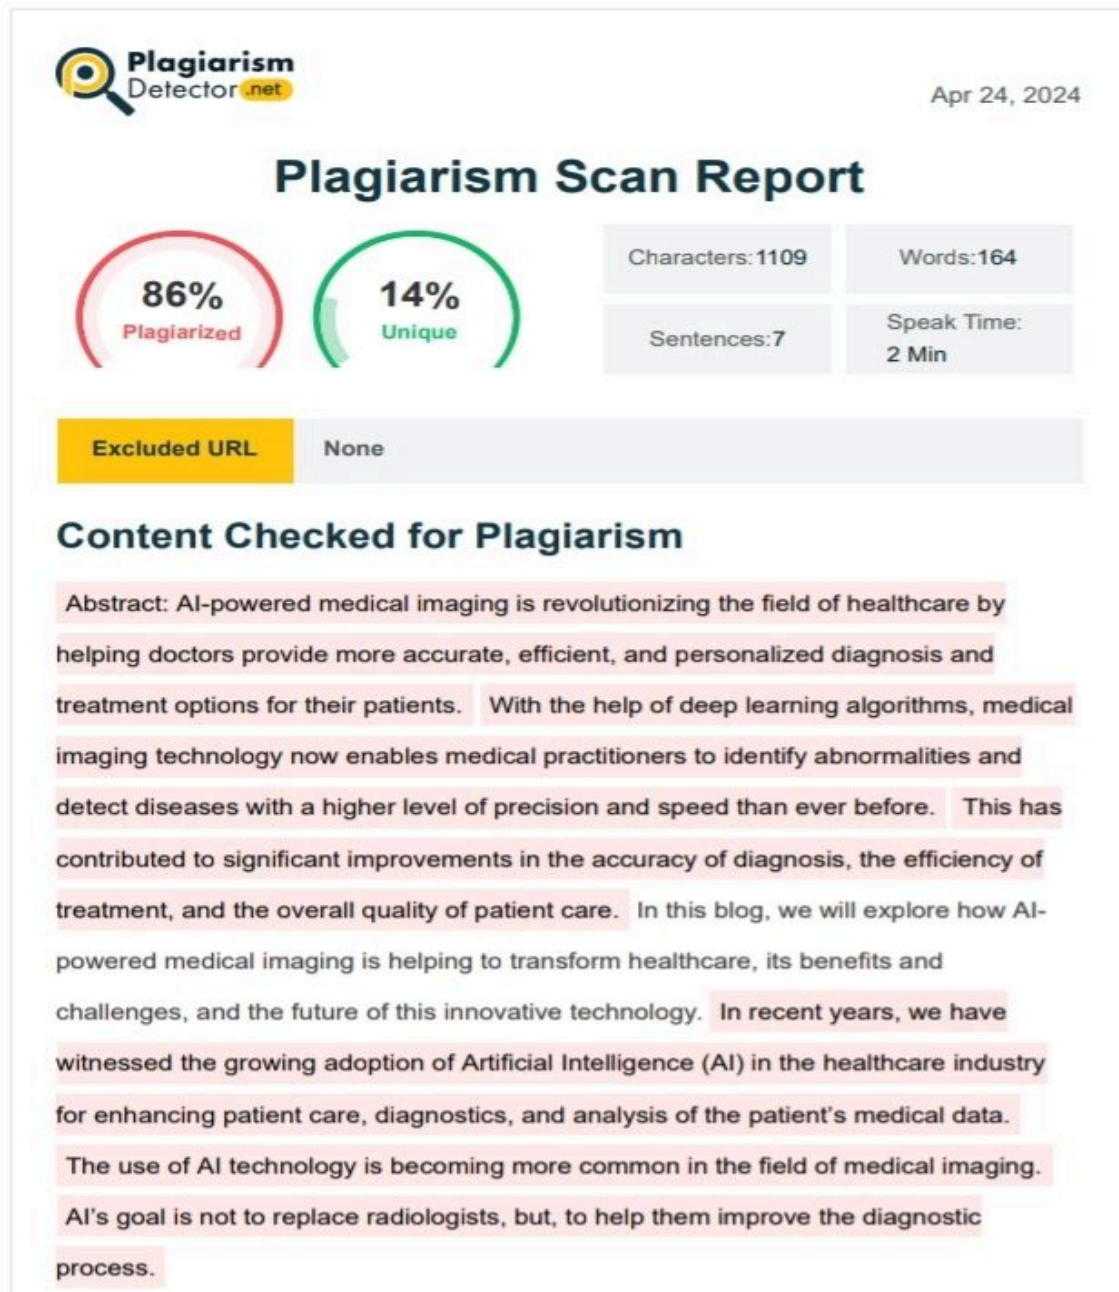 Plagiarism
Detector .net
Apr 24, 2024
Plagiarism Scan Report
86%
Plagiarized
14%
Unique
Characters:1109
Words:164
Sentences:7
Speak Time:
2 Min
Excluded URL
None
Content Checked for Plagiarism
Abstract: AI-powered medical imaging is revolutionizing the field of healthcare by
helping doctors provide more accurate, efficient, and personalized diagnosis and
treatment options for their patients. With the help of deep learning algorithms, medical
imaging technology now enables medical practitioners to identify abnormalities and
detect diseases with a higher level of precision and speed than ever before. This has
contributed to significant improvements in the accuracy of diagnosis, the efficiency of
treatment, and the overall quality of patient care. In this blog, we will explore how AI-
powered medical imaging is helping to transform healthcare, its benefits and
challenges, and the future of this innovative technology. In recent years, we have
witnessed the growing adoption of Artificial Intelligence (AI) in the healthcare industry
for enhancing patient care, diagnostics, and analysis of the patient's medical data.
The use of AI technology is becoming more common in the field of medical imaging.
AI's goal is not to replace radiologists, but, to help them improve the diagnostic
process.